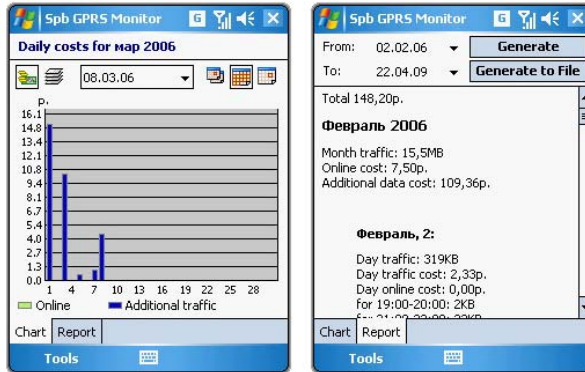 Spb GPRS Monitor G
Daily costs for мар 2006
08.03.06
р.
16.1
14.8
13.4
12.1
10.8
9.4
8.1
6.7
5.4
4.0
2.7
1.3
0.0
1 4 7 10 13 16 19 22 25 28
Online Additional traffic
Chart Report
Tools
Spb GPRS Monitor G
From: 02.02.06 Generate
To: 22.04.09 Generate to File
Total 148,20р.
Февраль 2006
Month traffic: 15,5MB
Online cost: 7,50р.
Additional data cost: 109,36р.
Февраль, 2:
Day traffic: 319KB
Day traffic cost: 2,33р.
Day online cost: 0,00р.
for 19:00-20:00: 2KB
Chart Report
Tools